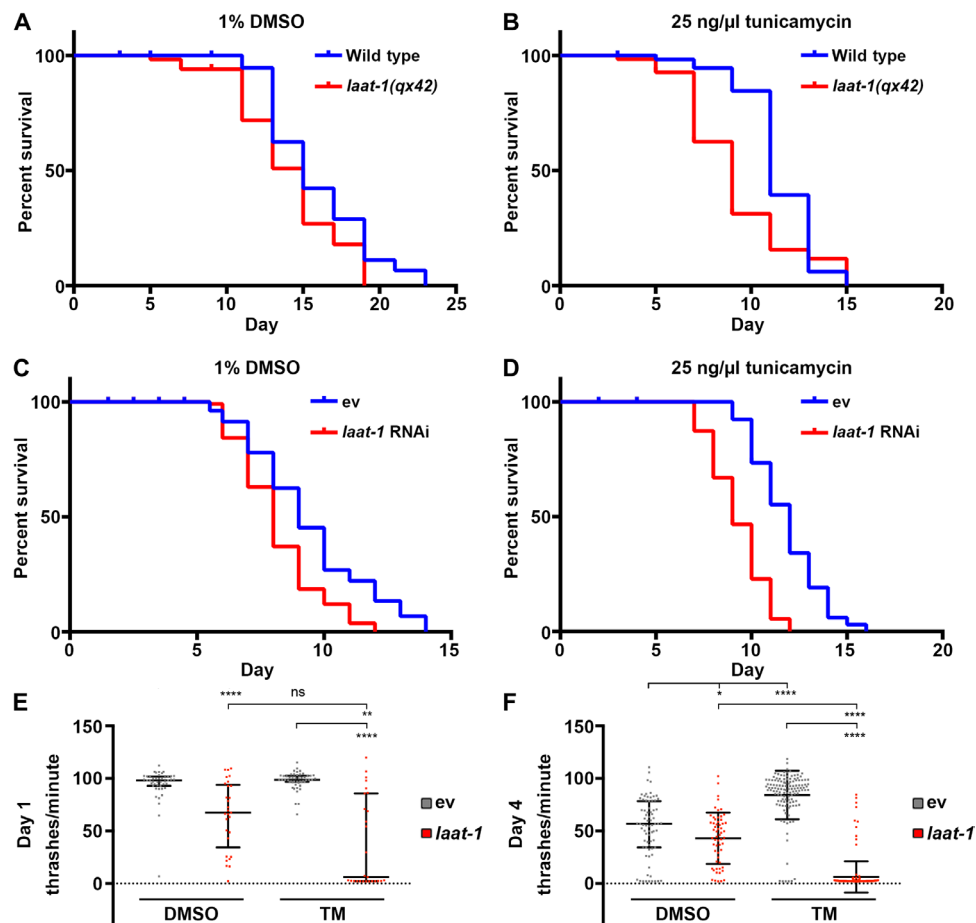 A
1% DMSO
Percent survival
100
50
0
0 5 10 15 20 25
Day
Wild type
laat-1(qx42)
B
25 ng/µl tunicamycin
Percent survival
100
50
0
0 5 10 15 20
Day
Wild type
laat-1(qx42)
C
1% DMSO
Percent survival
100
50
0
0 5 10 15
Day
ev
laat-1 RNAi
D
25 ng/µl tunicamycin
Percent survival
100
50
0
0 5 10 15 20
Day
ev
laat-1 RNAi
E
Day 1
thrashes/minute
150
100
50
0
ns
****
**
****
DMSO TM
ev
laat-1
F
Day 4
thrashes/minute
150
100
50
0
* ****
****
****
DMSO TM
ev
laat-1